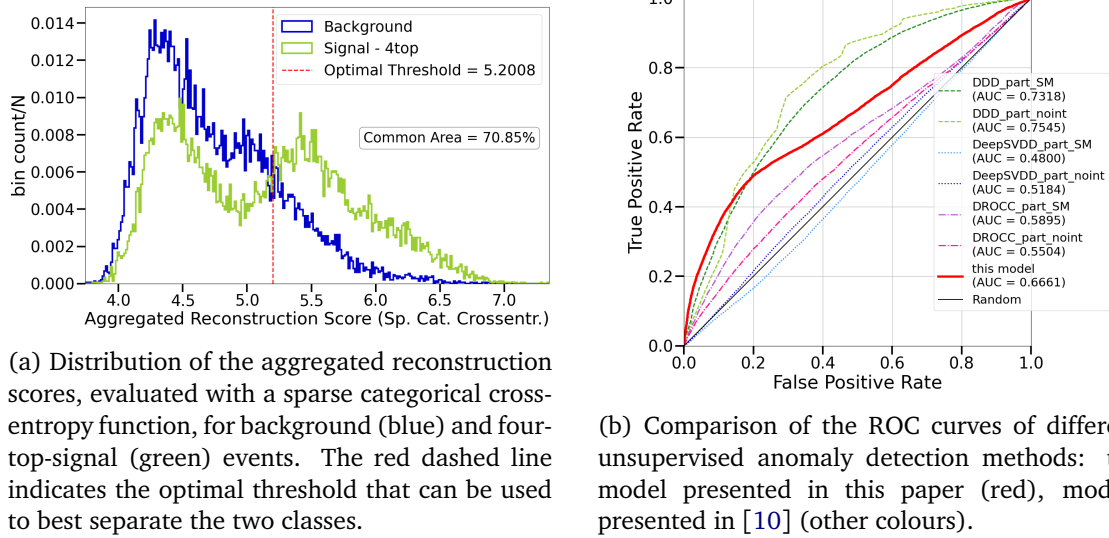 0.014
0.012
0.010
0.008
0.006
0.004
0.002
0.000
bin count/N
Background
Signal - 4top
Optimal Threshold = 5.2008
Common Area = 70.85%
4.0 4.5 5.0 5.5 6.0 6.5 7.0
Aggregated Reconstruction Score (Sp. Cat. Crossentr.)
(a) Distribution of the aggregated reconstruction
scores, evaluated with a sparse categorical cross-
entropy function, for background (blue) and four-
top-signal (green) events. The red dashed line
indicates the optimal threshold that can be used
to best separate the two classes.
1.0
0.8
0.6
0.4
0.2
0.0
True Positive Rate
DDD_part_SM
(AUC = 0.7318)
DDD_part_noint
(AUC = 0.7545)
DeepSVDD_part_SM
(AUC = 0.4800)
DeepSVDD_part_noint
(AUC = 0.5184)
DROCC_part_SM
(AUC = 0.5895)
DROCC_part_noint
(AUC = 0.5504)
this model
(AUC = 0.6661)
Random
0.0 0.2 0.4 0.6 0.8 1.0
False Positive Rate
(b) Comparison of the ROC curves of differe
unsupervised anomaly detection methods:
model presented in this paper (red), mod
presented in [10] (other colours).